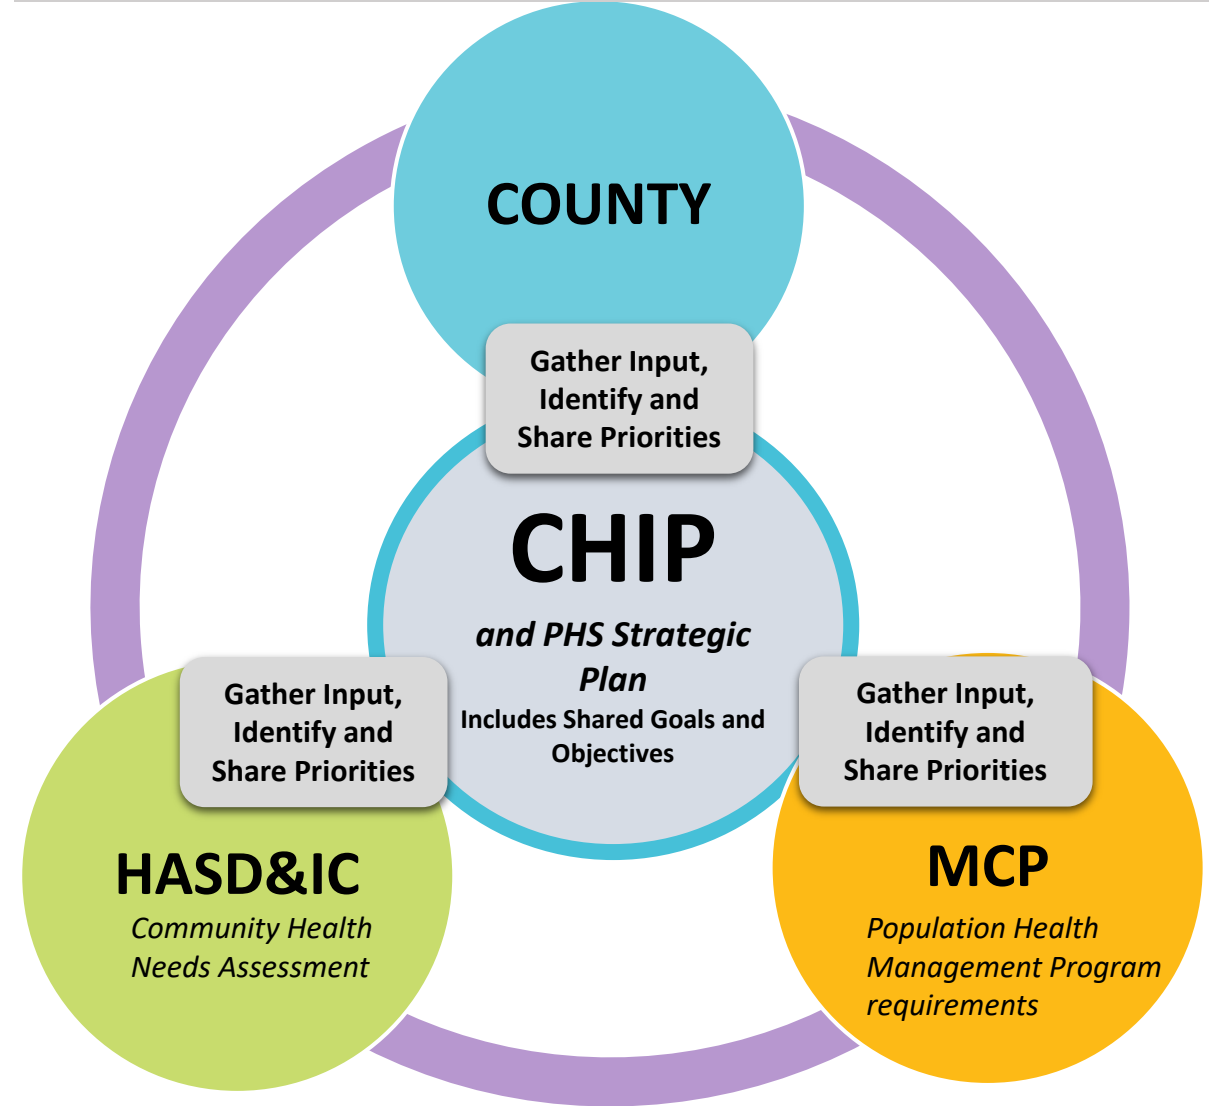 COUNTY
Gather Input,
Identify and
Share Priorities
CHIP
and PHS Strategic
Plan
Includes Shared Goals and
Objectives
Gather Input,
Identify and
Share Priorities
HASD&IC
Community Health
Needs Assessment
Gather Input,
Identify and
Share Priorities
MCP
Population Health
Management Program
requirements